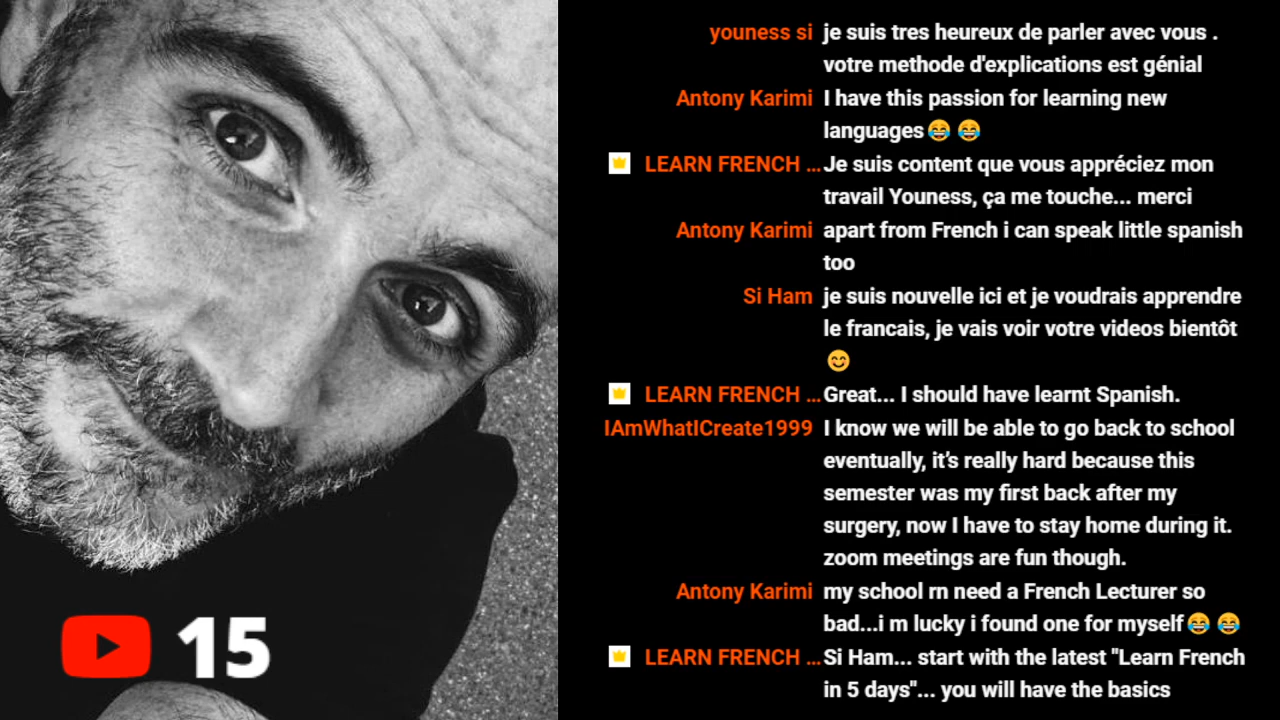 youness si je suis tres heureux de parler avec vous .
votre methode d'explications est génial
Antony Karimi I have this passion for learning new
languages😂 😂
LEARN FRENCH ... Je suis content que vous appréciez mon
travail Youness, ça me touche... merci
Antony Karimi apart from French i can speak little spanish
too
Si Ham je suis nouvelle ici et je voudrais apprendre
le francais, je vais voir votre videos bientôt
😊
LEARN FRENCH ... Great... I should have learnt Spanish.
IAmWhatICreate1999 I know we will be able to go back to school
eventually, it's really hard because this
semester was my first back after my
surgery, now I have to stay home during it.
zoom meetings are fun though.
Antony Karimi my school rn need a French Lecturer so
bad...i m lucky i found one for myself😂 😂
LEARN FRENCH ... Si Ham... start with the latest "Learn French
in 5 days"... you will have the basics
15